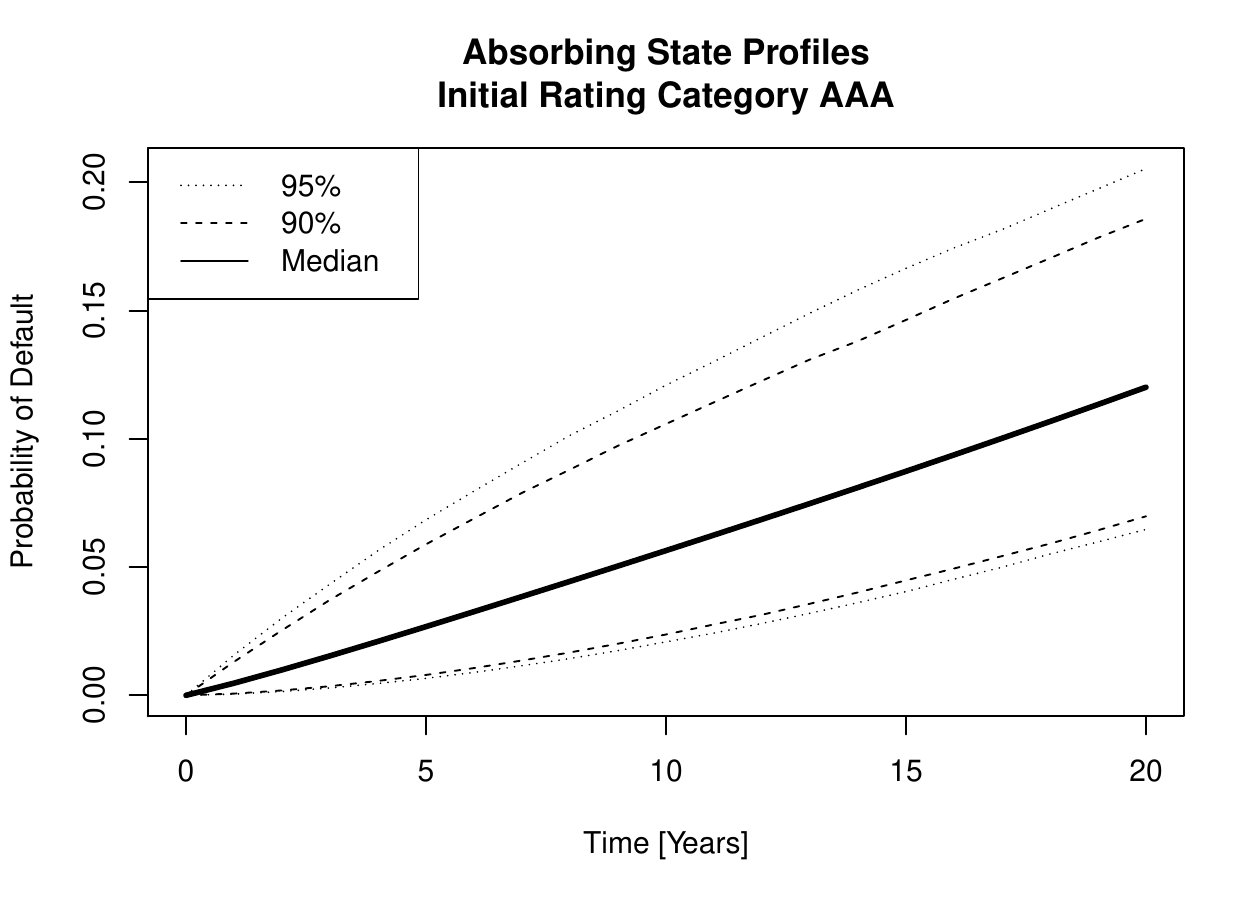 Absorbing State Profiles
Initial Rating Category AAA
95%
90%
Median
Probability of Default
0.20
0.15
0.10
0.05
0.00
0 5 10 15 20
Time [Years]